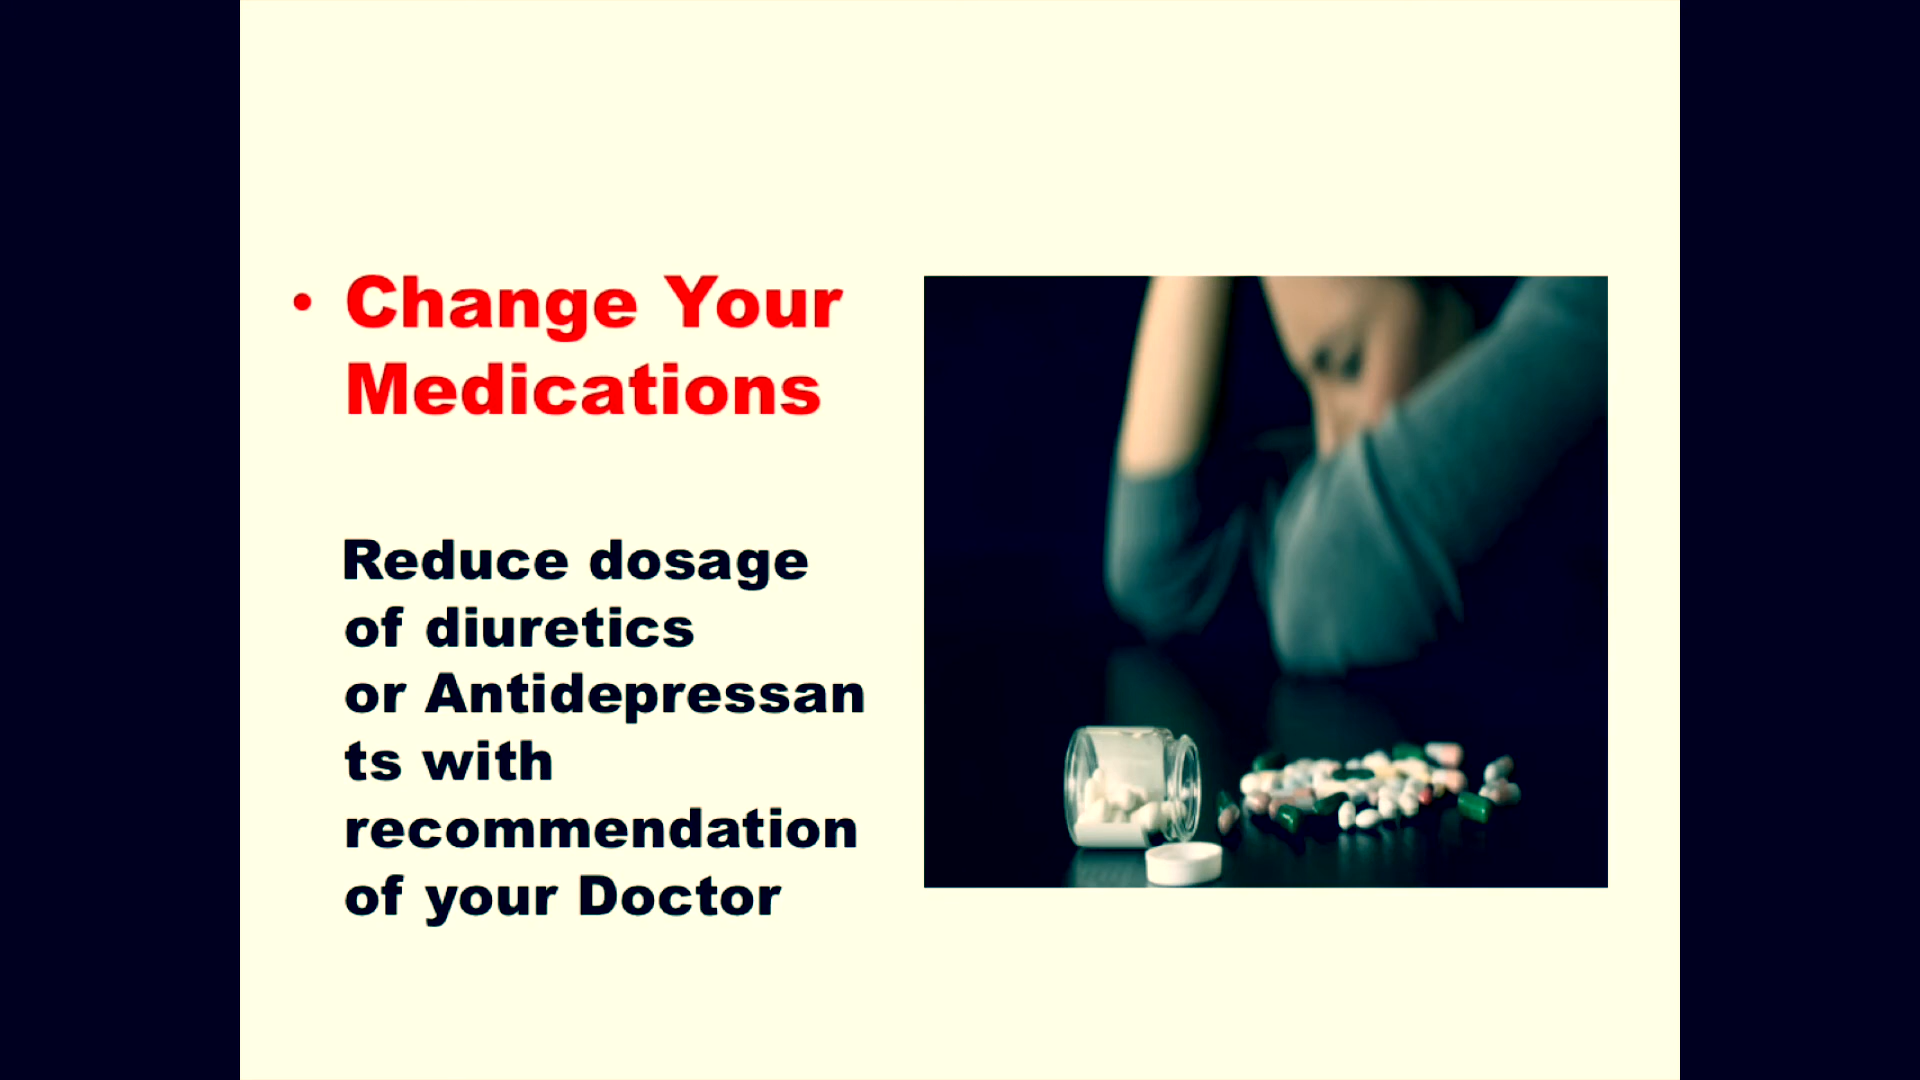 • Change Your
Medications
Reduce dosage
of diuretics
or Antidepressan
ts with
recommendation
of your Doctor